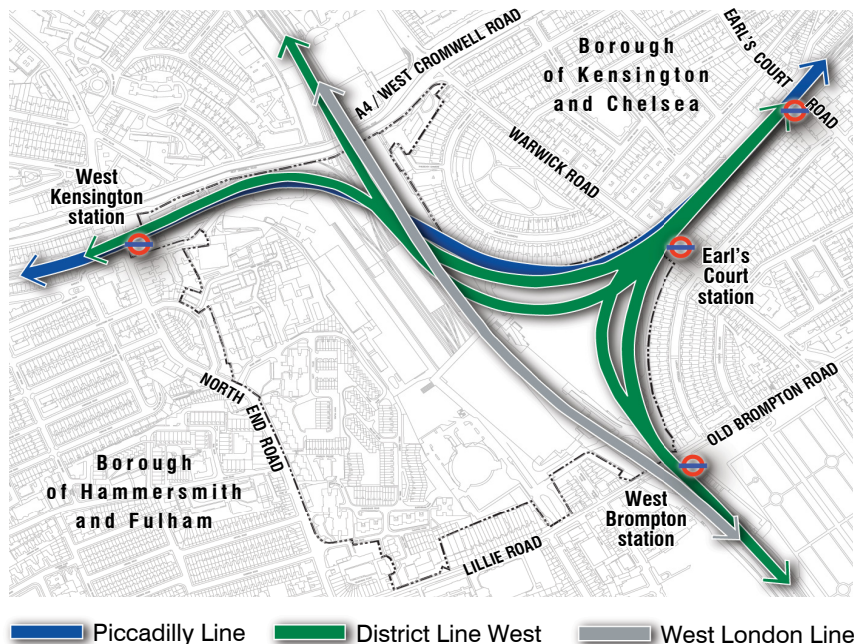 A4 / WEST CROMWELL ROAD
Borough
of Kensington
and Chelsea
EARL'S COURT
ROAD
WARWICK ROAD
West
Kensington
station
Earl's
Court
station
NORTH END ROAD
OLD BROMPTON ROAD
Borough
of Hammersmith
and Fulham
West
Brompton
station
LILLIE ROAD
Piccadilly Line
District Line West
West London Line